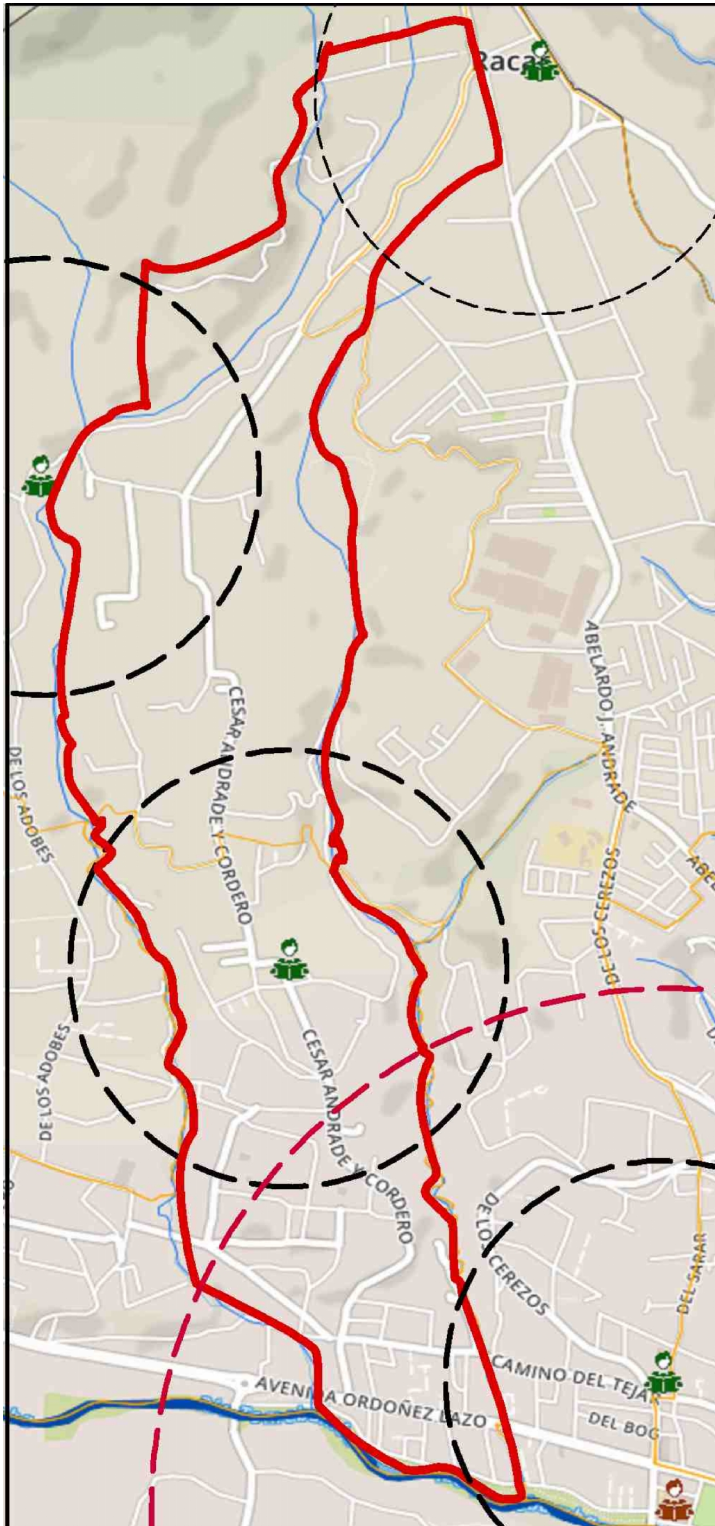 Racar
ABELARDO J. ANDRADE
CESAR ANDRADE Y CORDERO
DE LOS ADOBES
DE LOS CEREZOS
DE LOS ADOBES
CESAR ANDRADE Y CORDERO
DE LOS CEREZOS
DEL SARAR
CAMINO DEL TEJAR
AVENIDA ORDOÑEZ LAZO
DEL BOG